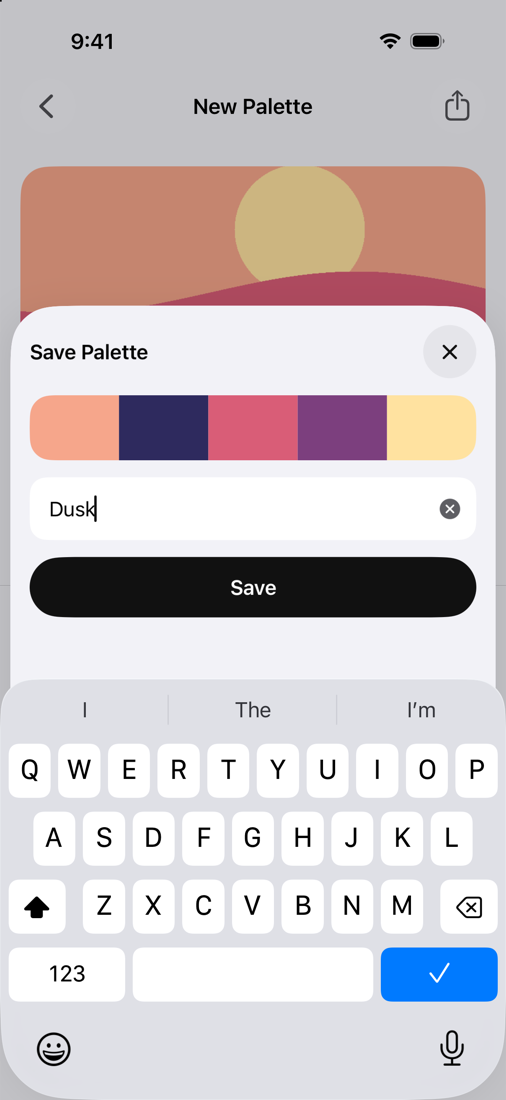 9:41
New Palette
Save Palette
Dusk
Save
I The I'm
Q W E R T Y U I O P
A S D F G H J K L
Z X C V B N M
123